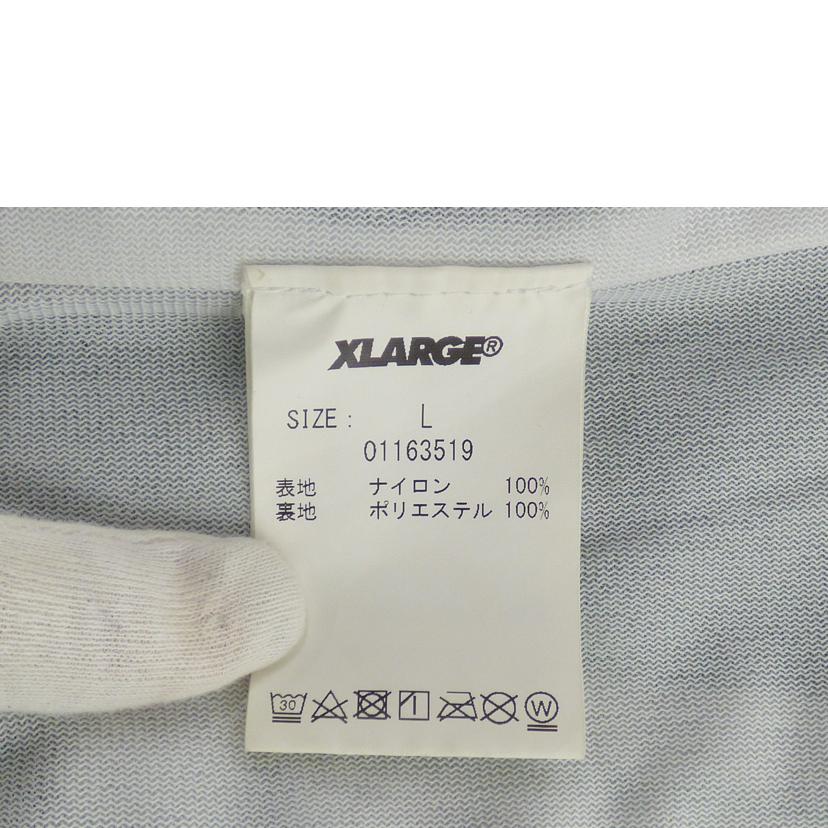 XLARGE®
SIZE : L
01163519
表地 ナイロン 100%
裏地 ポリエステル 100%
30 W